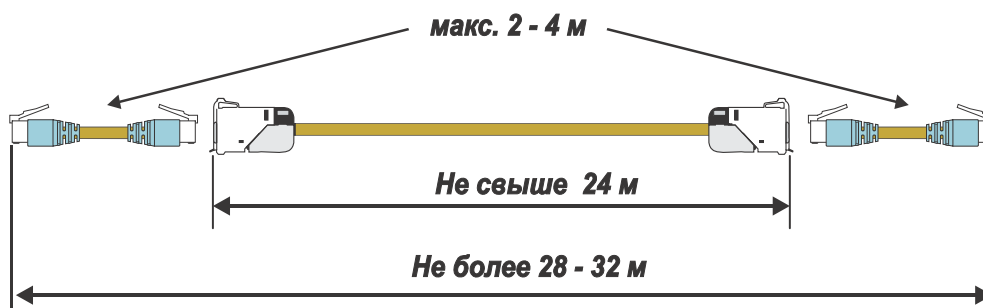 макс. 2 - 4 м
Не свыше 24 м
Не более 28 - 32 м